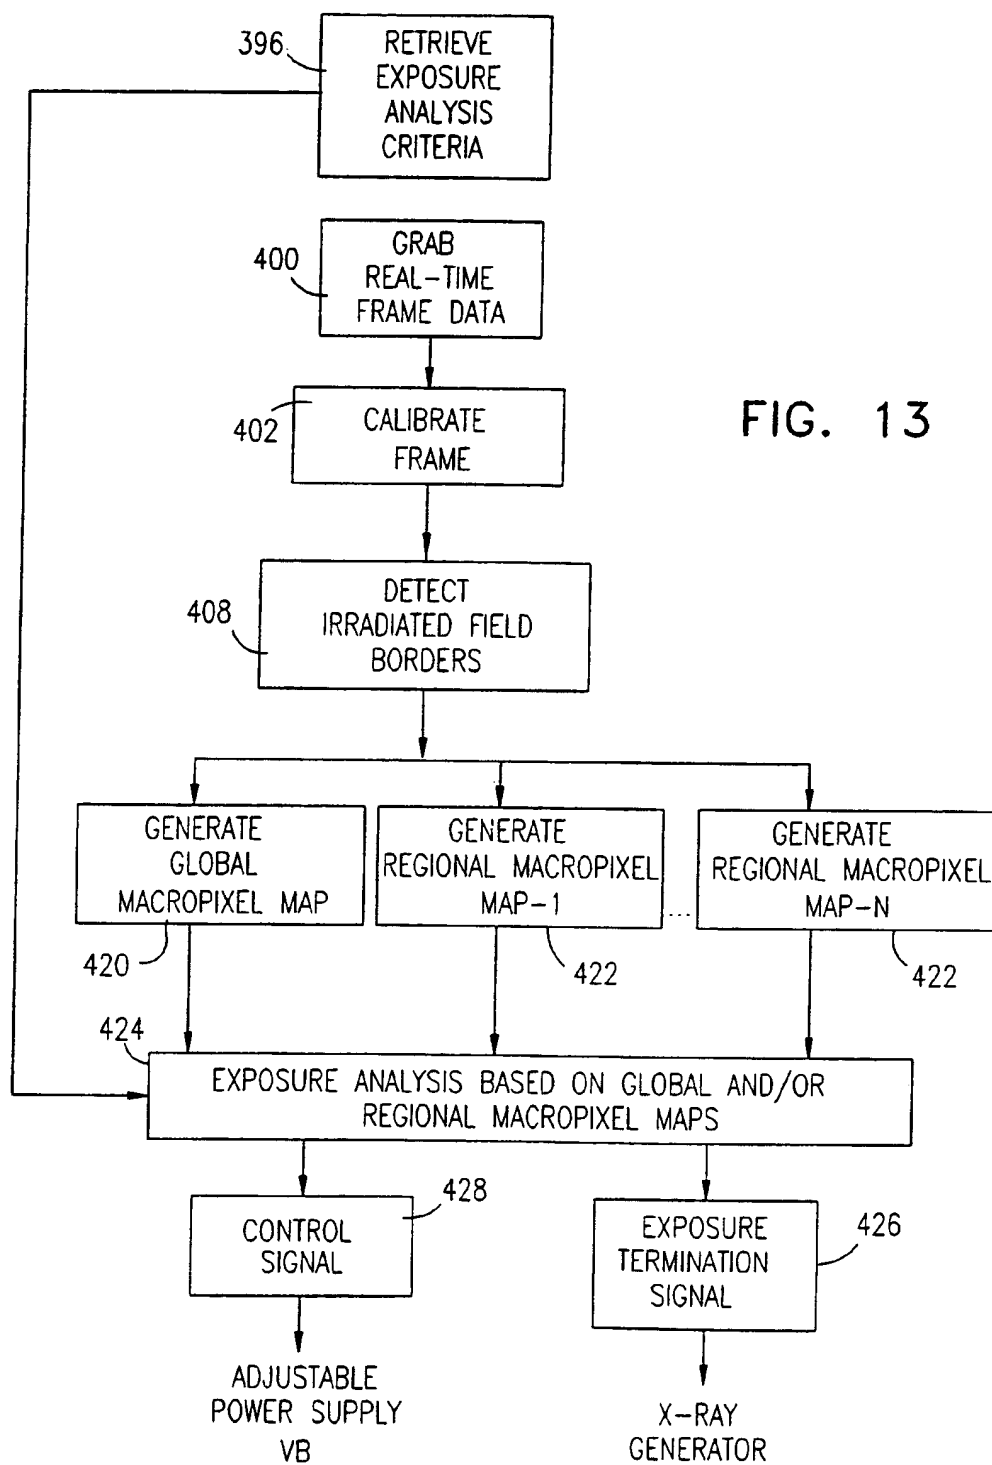 396
RETRIEVE
EXPOSURE
ANALYSIS
CRITERIA
400
GRAB
REAL-TIME
FRAME DATA
402
CALIBRATE
FRAME
FIG. 13
408
DETECT
IRRADIATED FIELD
BORDERS
GENERATE
GLOBAL
MACROPIXEL MAP
420
GENERATE
REGIONAL MACROPIXEL
MAP-1
422
....
GENERATE
REGIONAL MACROPIXEL
MAP-N
422
424
EXPOSURE ANALYSIS BASED ON GLOBAL AND/OR
REGIONAL MACROPIXEL MAPS
CONTROL
SIGNAL
428
EXPOSURE
TERMINATION
SIGNAL
426
ADJUSTABLE
POWER SUPPLY
VB
X-RAY
GENERATOR